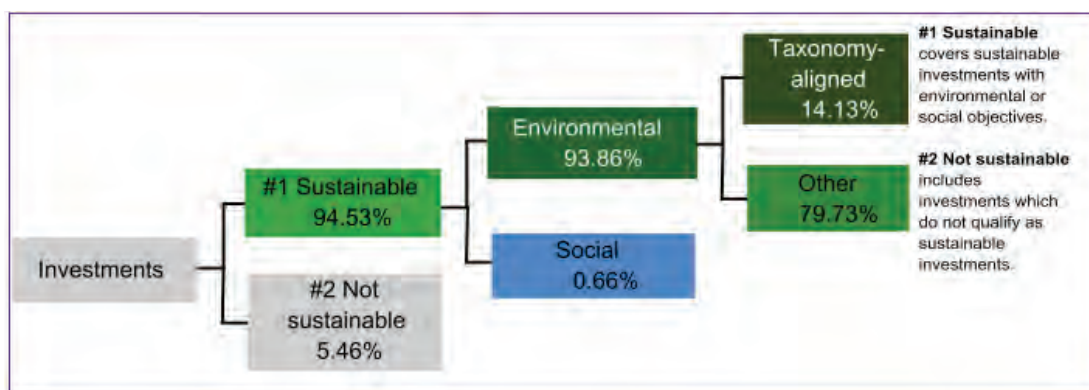 Investments
#1 Sustainable
94.53%
#2 Not
sustainable
5.46%
Environmental
93.86%
Social
0.66%
Taxonomy-
aligned
14.13%
Other
79.73%
#1 Sustainable
covers sustainable
investments with
environmental or
social objectives.
#2 Not sustainable
includes
investments which
do not qualify as
sustainable
investments.